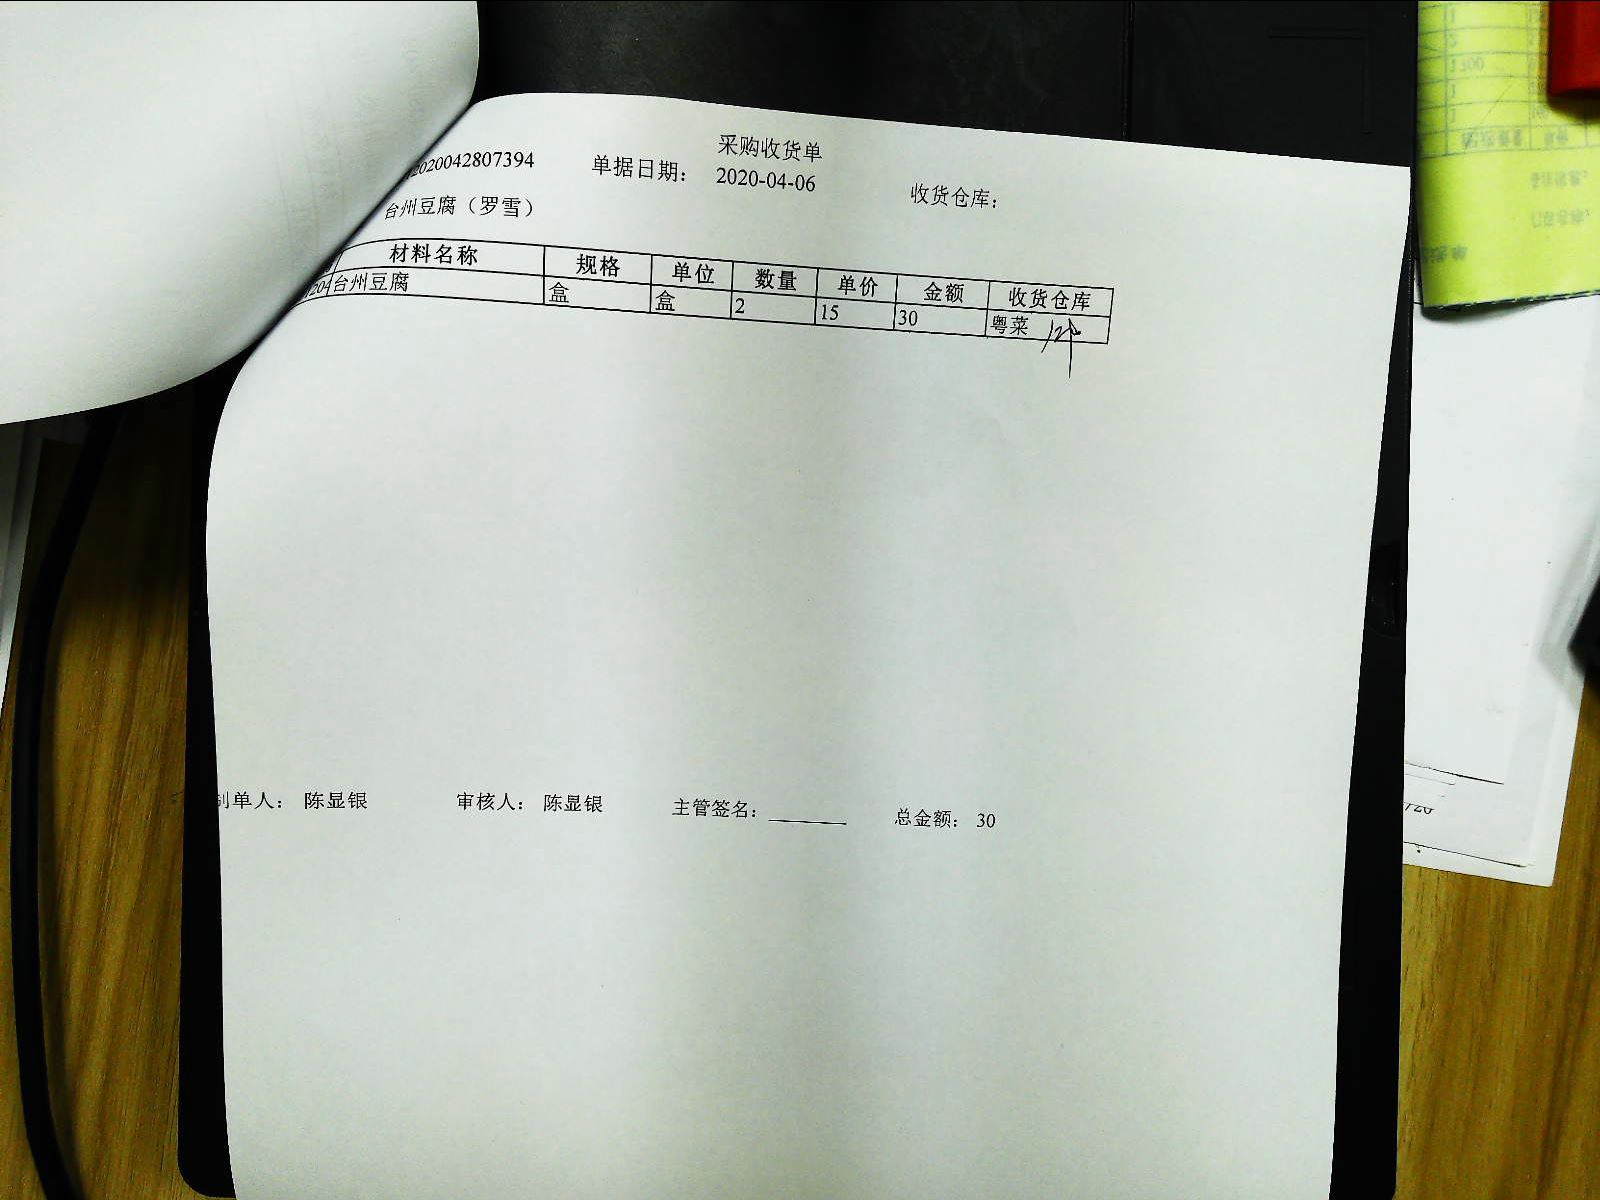 采购收货单
2020042807394 单据日期： 2020-04-06 收货仓库：
台州豆腐（罗雪）
材料名称 规格 单位 数量 单价 金额 收货仓库
204 台州豆腐 盒 盒 2 15 30 粤菜
制单人： 陈显银 审核人： 陈显银 主管签名： 总金额： 30